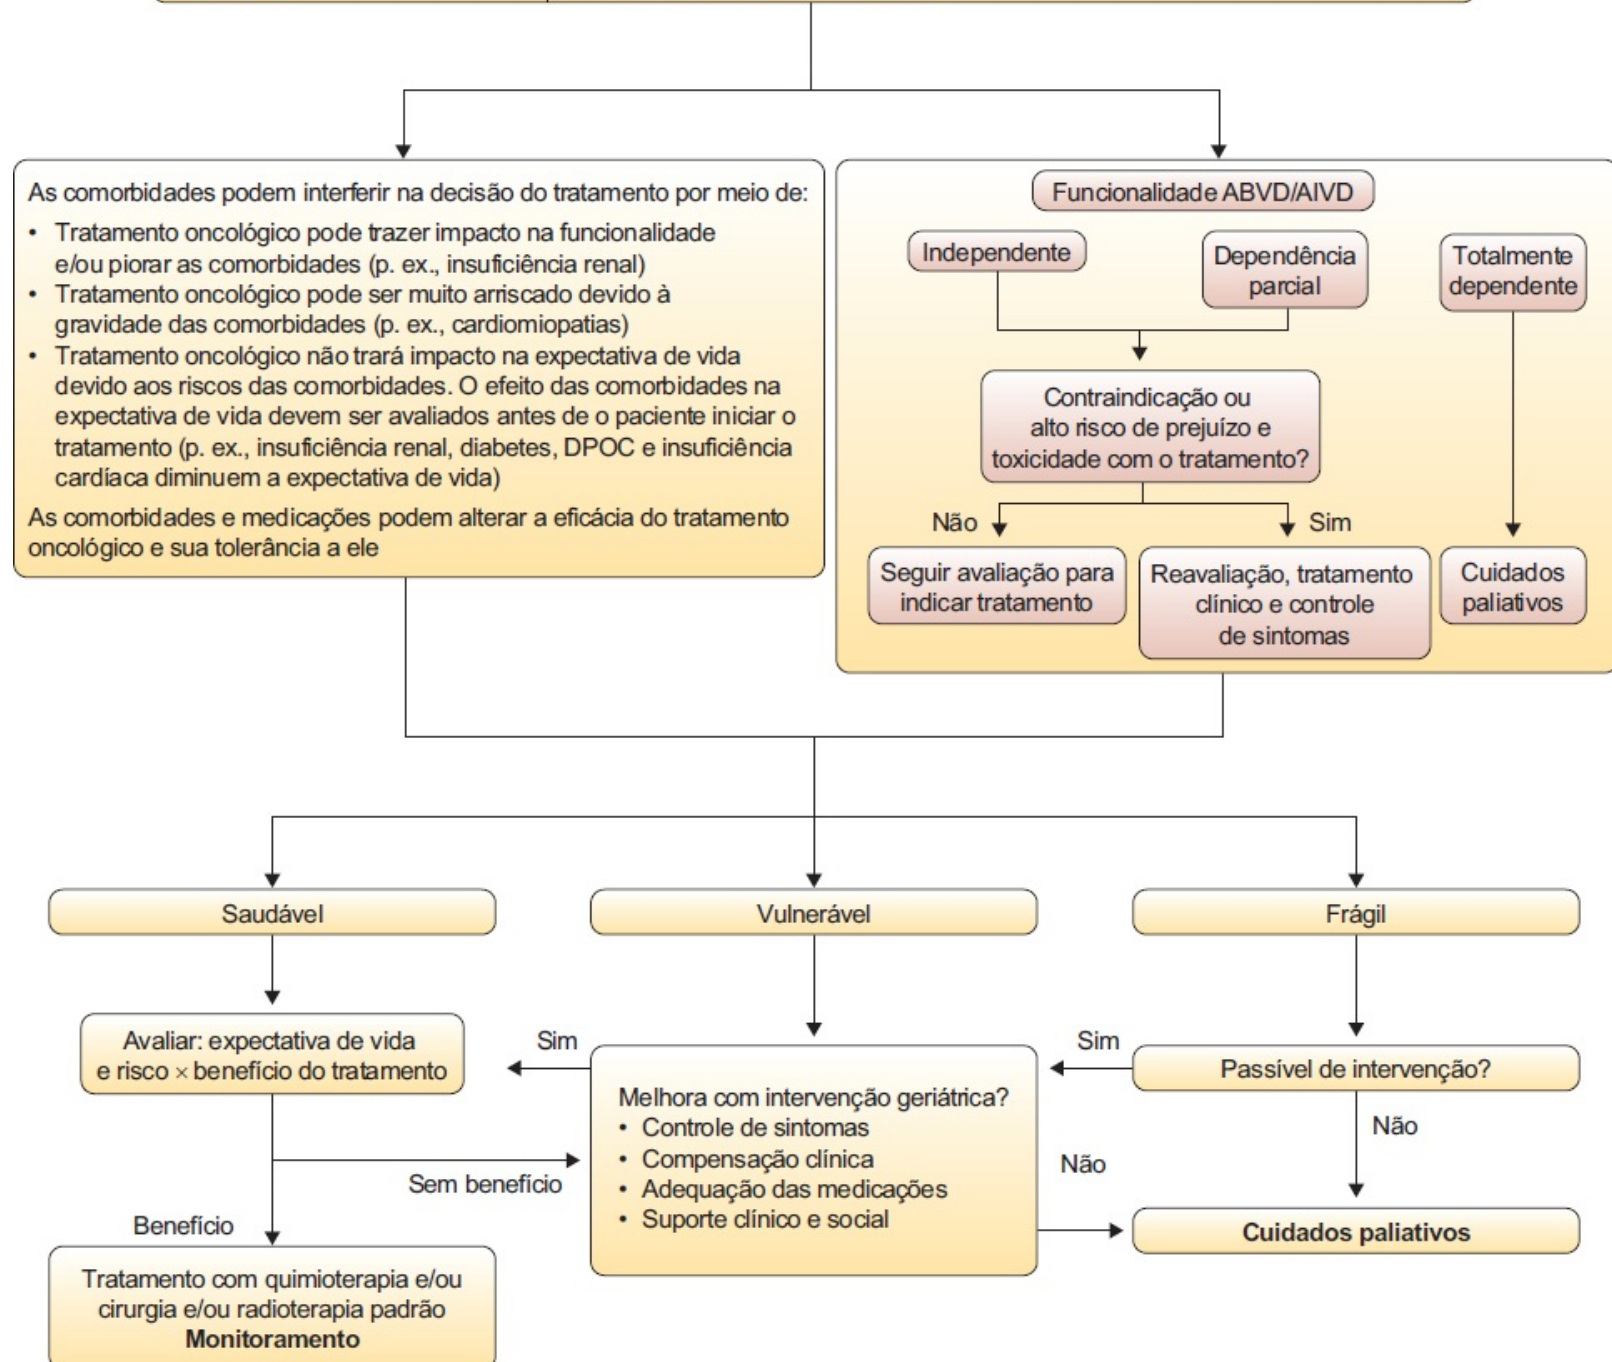 As comorbidades podem interferir na decisão do tratamento por meio de:
• Tratamento oncológico pode trazer impacto na funcionalidade
e/ou piorar as comorbidades (p. ex., insuficiência renal)
• Tratamento oncológico pode ser muito arriscado devido à
gravidade das comorbidades (p. ex., cardiomiopatias)
• Tratamento oncológico não trará impacto na expectativa de vida
devido aos riscos das comorbidades. O efeito das comorbidades na
expectativa de vida devem ser avaliados antes de o paciente iniciar o
tratamento (p. ex., insuficiência renal, diabetes, DPOC e insuficiência
cardíaca diminuem a expectativa de vida)
As comorbidades e medicações podem alterar a eficácia do tratamento
oncológico e sua tolerância a ele
Funcionalidade ABVD/AIVD
Independente
Dependência
parcial
Totalmente
dependente
Contraindicação ou
alto risco de prejuízo e
toxicidade com o tratamento?
Não
Sim
Seguir avaliação para
indicar tratamento
Reavaliação, tratamento
clínico e controle
de sintomas
Cuidados
paliativos
Saudável
Vulnerável
Frágil
Avaliar: expectativa de vida
e risco × benefício do tratamento
Sim
Melhora com intervenção geriátrica?
• Controle de sintomas
• Compensação clínica
• Adequação das medicações
• Suporte clínico e social
Sim
Passível de intervenção?
Não
Não
Sem benefício
Benefício
Cuidados paliativos
Tratamento com quimioterapia e/ou
cirurgia e/ou radioterapia padrão
Monitoramento